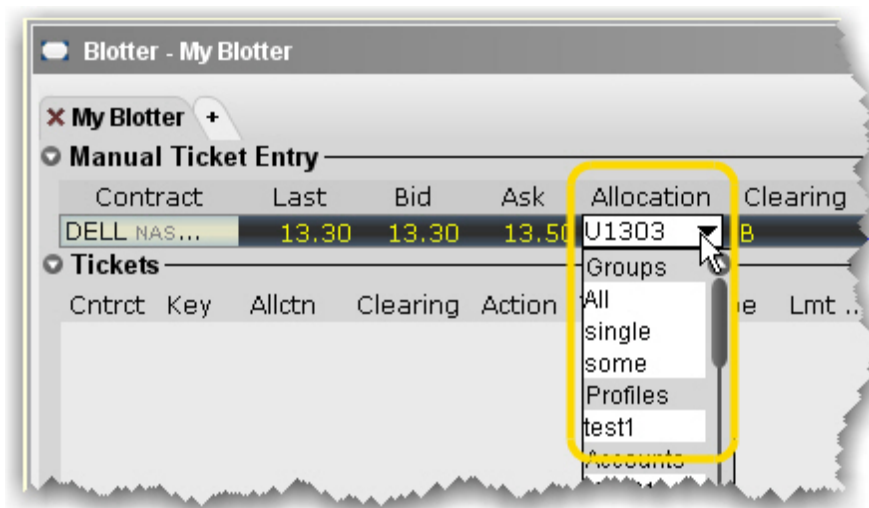 Blotter - My Blotter
My Blotter +
Manual Ticket Entry
Contract Last Bid Ask Allocation Clearing
DELL NAS... 13.30 13.30 13.50 U1303 B
Tickets
Groups
Cntrct Key Allctn Clearing Action Lmt ..
All
single
some
Profiles
test1
Accounts